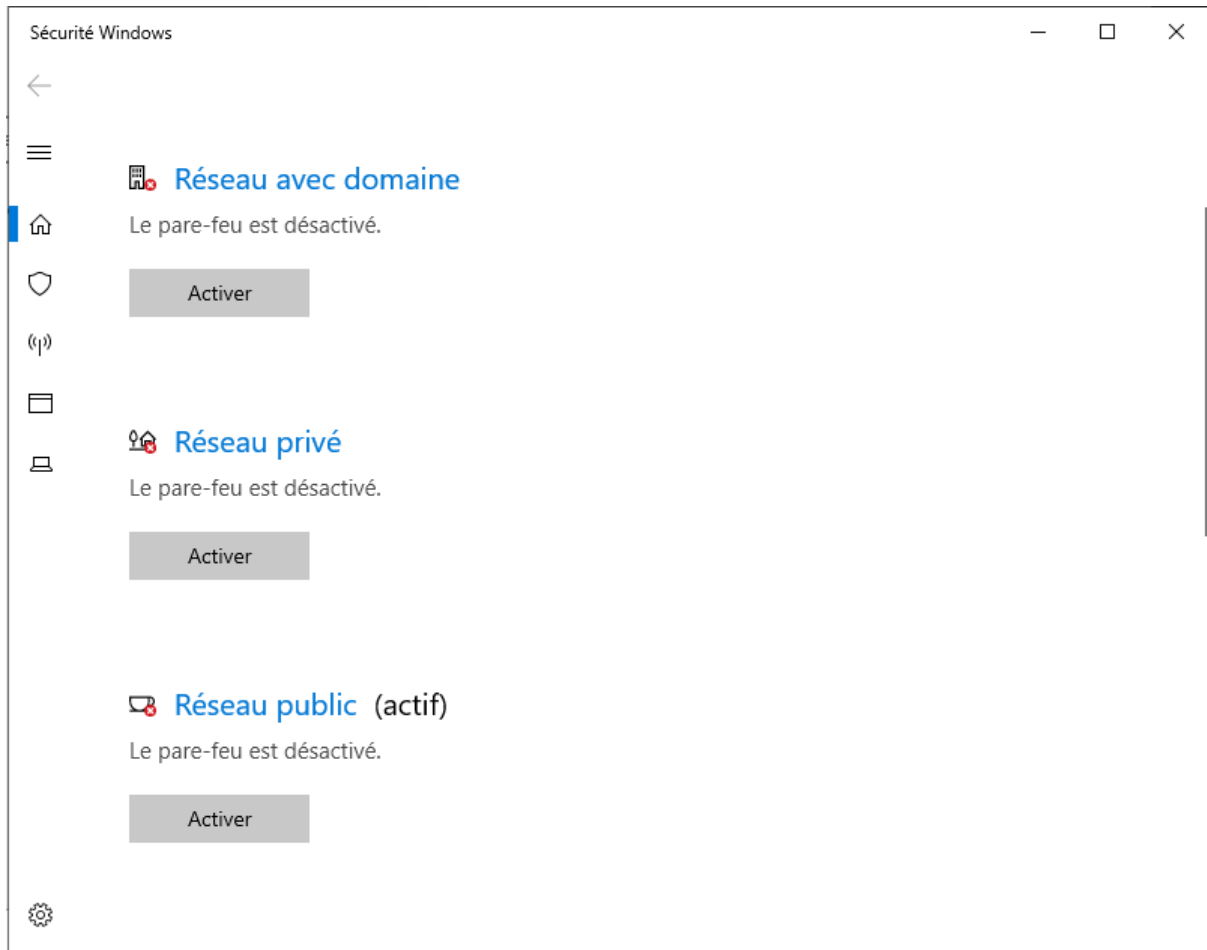 Sécurité Windows
Réseau avec domaine
Le pare-feu est désactivé.
Activer
Réseau privé
Le pare-feu est désactivé.
Activer
Réseau public (actif)
Le pare-feu est désactivé.
Activer